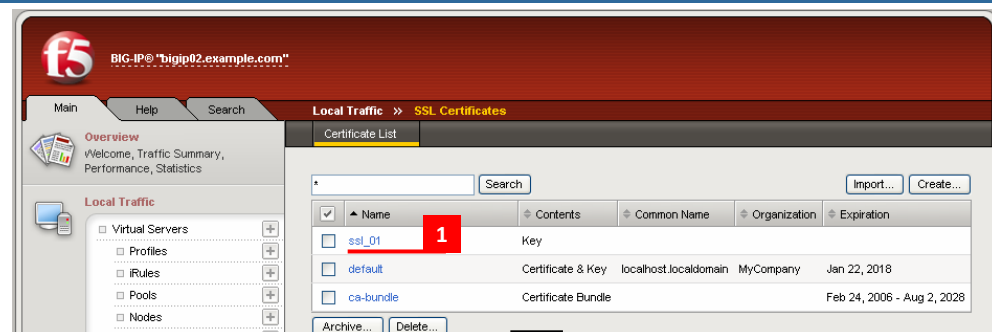 f5
BIG-IP® "bigip02.example.com"
Main
Help
Search
Local Traffic » SSL Certificates
Certificate List
Overview
Welcome, Traffic Summary,
Performance, Statistics
Local Traffic
Virtual Servers
Profiles
iRules
Pools
Nodes
*
Search
Import...
Create...
Name Contents Common Name Organization Expiration
ssl_01 Key
1
default Certificate & Key localhost.localdomain MyCompany Jan 22, 2018
ca-bundle Certificate Bundle Feb 24, 2006 - Aug 2, 2028
Archive...
Delete...